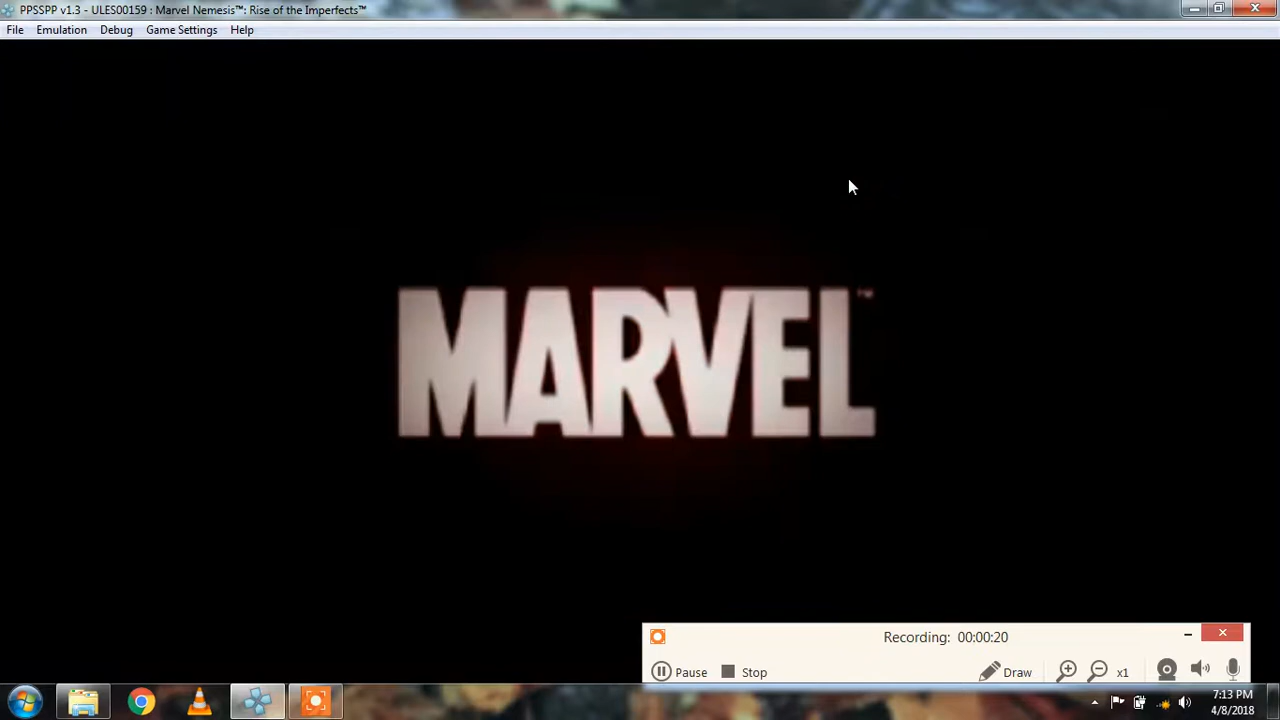 PPSSPP v1.3 - ULES00159 : Marvel Nemesis™: Rise of the Imperfects™
File Emulation Debug Game Settings Help
MARVEL™
Recording: 00:00:20
Pause Stop Draw x1
7:13 PM
4/8/2018